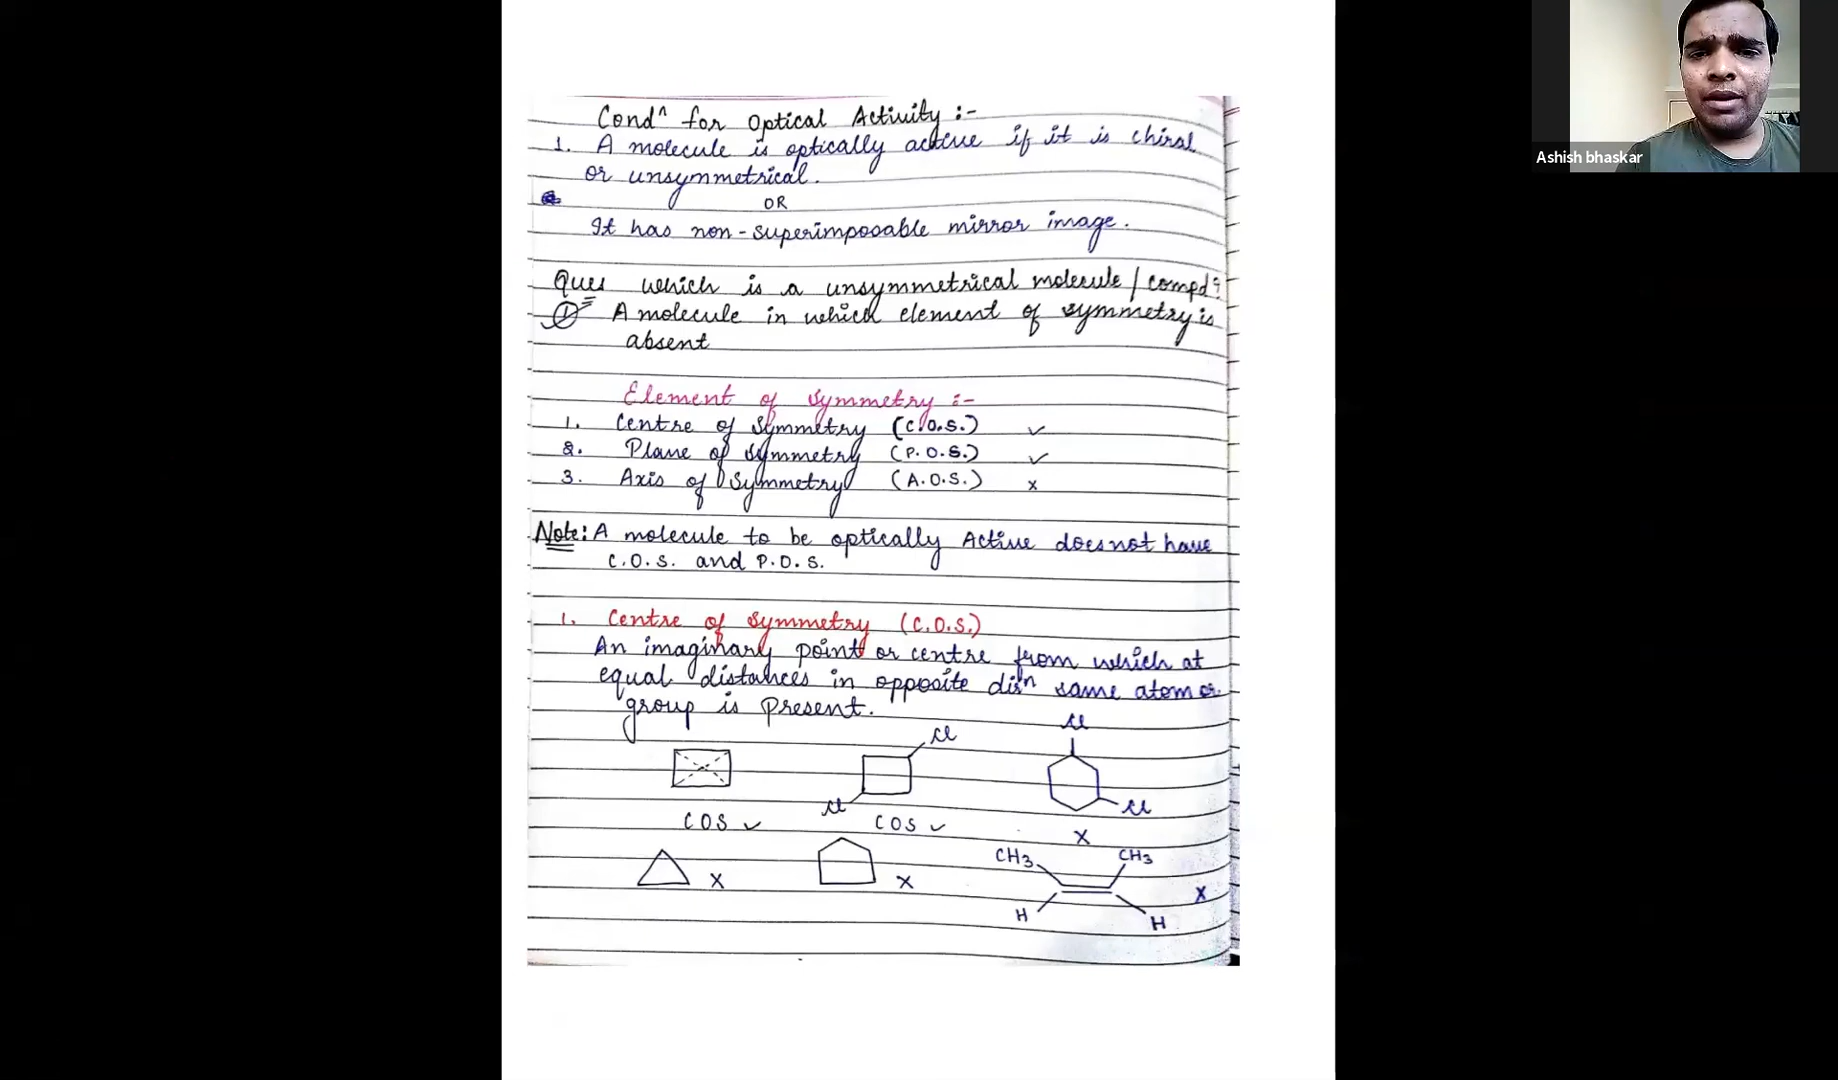 Condⁿ for Optical Activity :-
1. A molecule is optically active if it is chiral
or unsymmetrical.
OR
It has non-superimposable mirror image.
Ques which is a unsymmetrical molecule / compd?
① A molecule in which element of symmetry is
absent
Element of Symmetry :-
1. Centre of Symmetry (C.O.S.) ✓
2. Plane of Symmetry (P.O.S.) ✓
3. Axis of Symmetry (A.O.S.) x
Note: A molecule to be optically Active does not have
C.O.S. and P.O.S.
1. Centre of Symmetry (C.O.S.)
An imaginary point or centre from which at
equal distances in opposite dirⁿ same atom or
group is present.
Cl
Cl
Cl
Cl
COS ✓
COS ✓
X
CH3
CH3
X
X
X
H
H
Ashish bhaskar